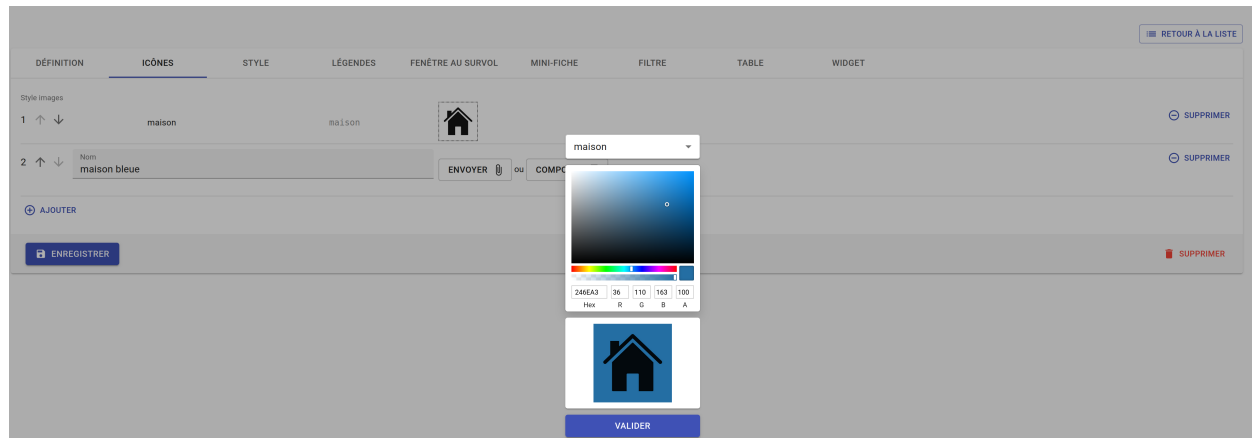 RETOUR À LA LISTE
DÉFINITION ICÔNES STYLE LÉGENDES FENÊTRE AU SURVOL MINI-FICHE FILTRE TABLE WIDGET
Style images
1 maison maison SUPPRIMER
maison
2 Nom SUPPRIMER
maison bleue ENVOYER ou
AJOUTER
ENREGISTRER SUPPRIMER
246EA3 36 110 163 100
Hex R G B A
VALIDER